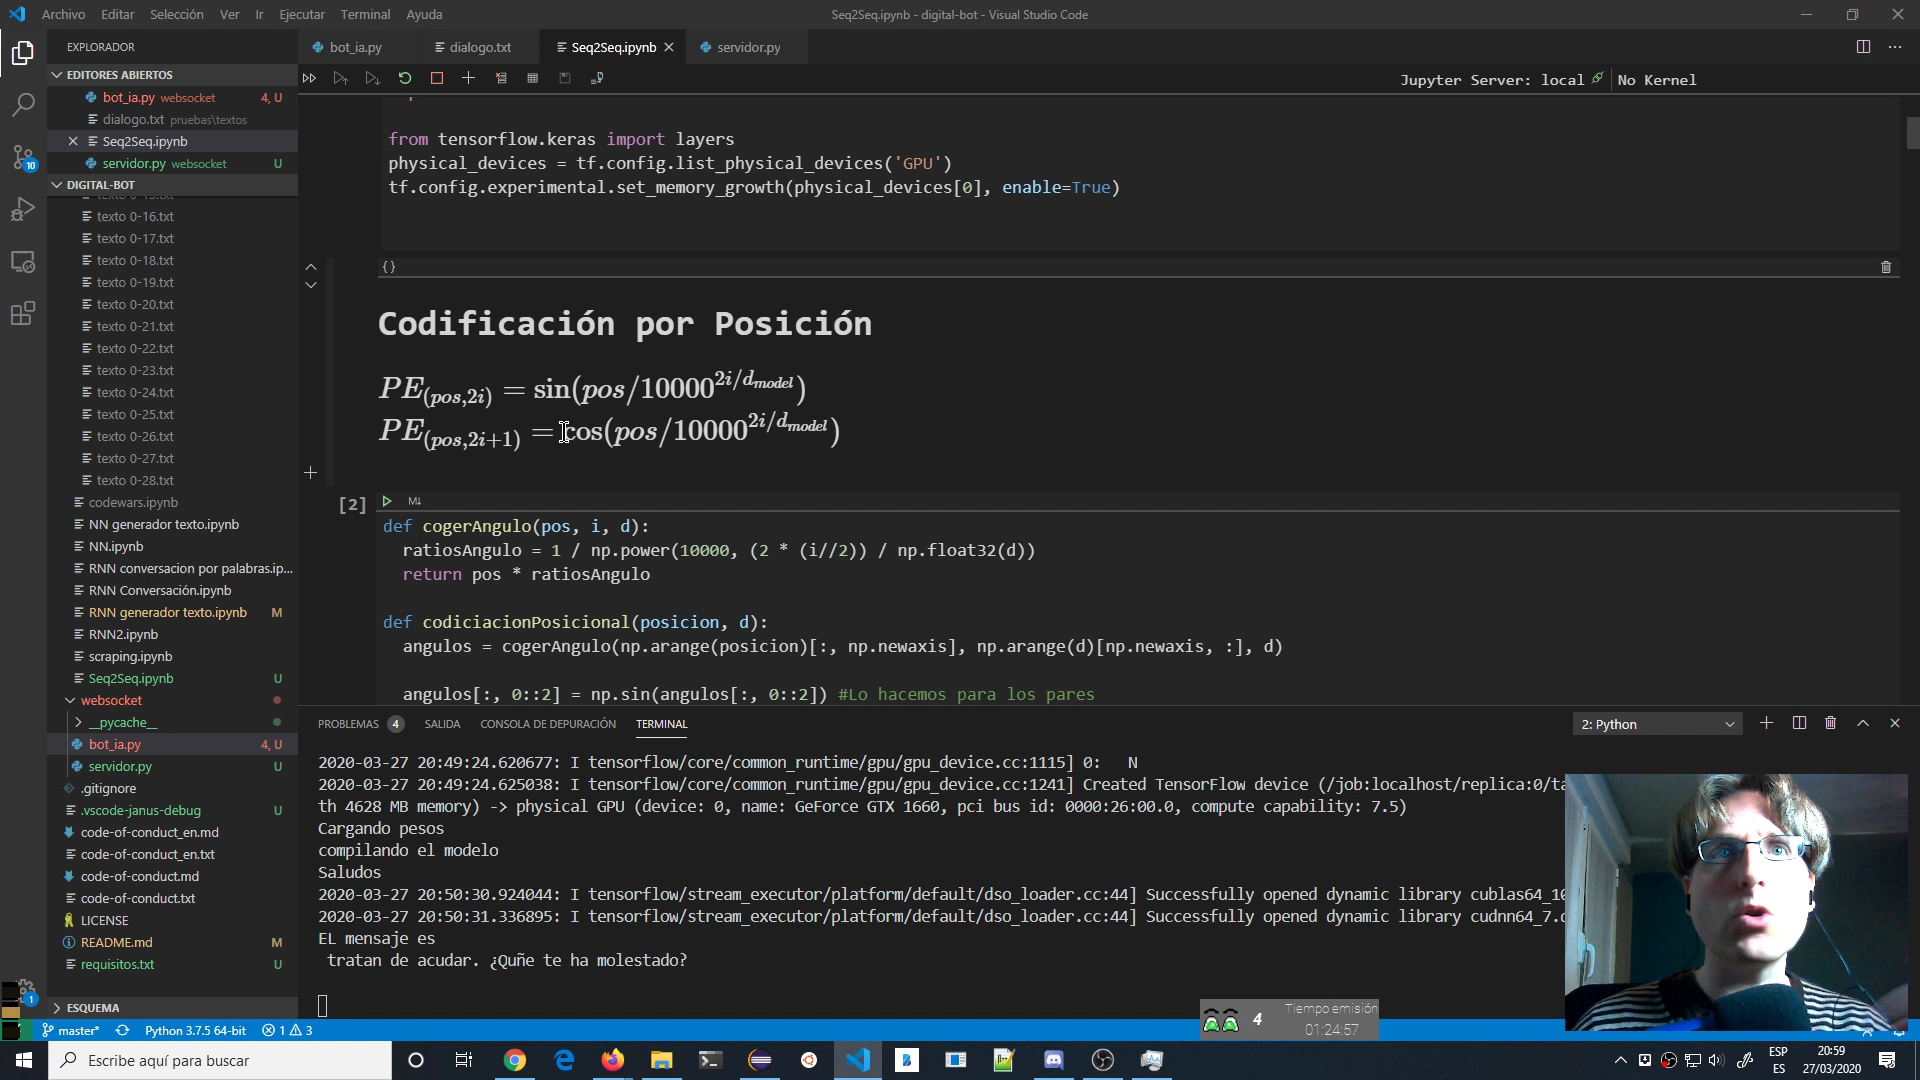 Archivo Editar Selección Ver Ir Ejecutar Terminal Ayuda
Seq2Seq.ipynb - digital-bot - Visual Studio Code
EXPLORADOR
bot_ia.py
dialogo.txt
Seq2Seq.ipynb
servidor.py
EDITORES ABIERTOS
bot_ia.py websocket 4, U
dialogo.txt pruebas\textos
Seq2Seq.ipynb
servidor.py websocket U
DIGITAL-BOT
texto 0-16.txt
texto 0-17.txt
texto 0-18.txt
texto 0-19.txt
texto 0-20.txt
texto 0-21.txt
texto 0-22.txt
texto 0-23.txt
texto 0-24.txt
texto 0-25.txt
texto 0-26.txt
texto 0-27.txt
texto 0-28.txt
codewars.ipynb
NN generador texto.ipynb
NN.ipynb
RNN conversacion por palabras.ip...
RNN Conversación.ipynb
RNN generador texto.ipynb M
RNN2.ipynb
scraping.ipynb
Seq2Seq.ipynb U
websocket
__pycache__
bot_ia.py 4, U
servidor.py U
.gitignore
.vscode-janus-debug U
code-of-conduct_en.md
code-of-conduct_en.txt
code-of-conduct.md
code-of-conduct.txt
LICENSE
README.md M
requisitos.txt U
ESQUEMA
10
1
Jupyter Server: local No Kernel
from tensorflow.keras import layers
physical_devices = tf.config.list_physical_devices('GPU')
tf.config.experimental.set_memory_growth(physical_devices[0], enable=True)
{}
Codificación por Posición
PE(pos,2i) = sin(pos/10000^2i/d_model)
PE(pos,2i+1) = cos(pos/10000^2i/d_model)
[2] M↓
def cogerAngulo(pos, i, d):
ratiosAngulo = 1 / np.power(10000, (2 * (i//2)) / np.float32(d))
return pos * ratiosAngulo
def codiciacionPosicional(posicion, d):
angulos = cogerAngulo(np.arange(posicion)[:, np.newaxis], np.arange(d)[np.newaxis, :], d)
angulos[:, 0::2] = np.sin(angulos[:, 0::2]) #Lo hacemos para los pares
PROBLEMAS 4 SALIDA CONSOLA DE DEPURACIÓN TERMINAL
2: Python
2020-03-27 20:49:24.620677: I tensorflow/core/common_runtime/gpu/gpu_device.cc:1115] 0: N
2020-03-27 20:49:24.625038: I tensorflow/core/common_runtime/gpu/gpu_device.cc:1241] Created TensorFlow device (/job:localhost/replica:0/ta
th 4628 MB memory) -> physical GPU (device: 0, name: GeForce GTX 1660, pci bus id: 0000:26:00.0, compute capability: 7.5)
Cargando pesos
compilando el modelo
Saludos
2020-03-27 20:50:30.924044: I tensorflow/stream_executor/platform/default/dso_loader.cc:44] Successfully opened dynamic library cublas64_10
2020-03-27 20:50:31.336895: I tensorflow/stream_executor/platform/default/dso_loader.cc:44] Successfully opened dynamic library cudnn64_7.d
EL mensaje es
tratan de acudar. ¿Quñe te ha molestado?
4
Tiempo emisión
01:24:57
master* Python 3.7.5 64-bit 1 3
Escribe aquí para buscar
ESP
ES
20:59
27/03/2020